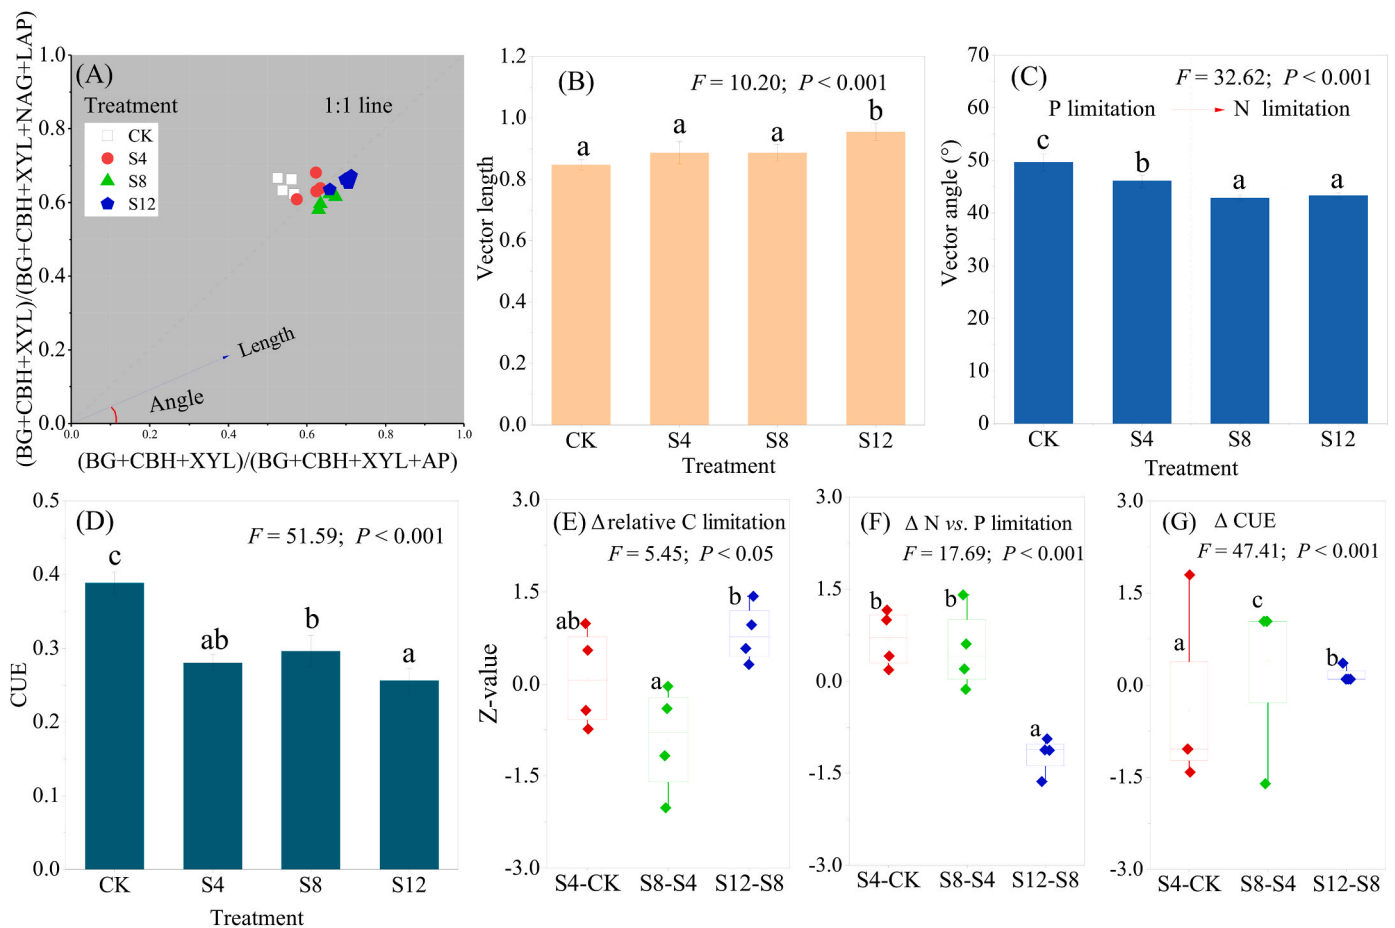 (A)
Treatment
CK
S4
S8
S12
1:1 line
Length
Angle
1.0
0.8
0.6
0.4
0.2
0.0
0.0 0.2 0.4 0.6 0.8 1.0
(BG+CBH+XYL)/(BG+CBH+XYL+NAG+LAP)
(BG+CBH+XYL)/(BG+CBH+XYL+AP)
(B)
F = 10.20; P < 0.001
1.2
1.0
0.8
0.6
0.4
0.2
0.0
Vector length
a a a b
CK S4 S8 S12
Treatment
(C)
F = 32.62; P < 0.001
P limitation N limitation
70
60
50
40
30
20
10
0
Vector angle (°)
c b a a
CK S4 S8 S12
Treatment
(D)
F = 51.59; P < 0.001
0.5
0.4
0.3
0.2
0.1
0.0
CUE
c ab b a
CK S4 S8 S12
Treatment
(E) Δ relative C limitation
F = 5.45; P < 0.05
3.0
1.5
0.0
-1.5
-3.0
Z-value
ab a b
S4-CK S8-S4 S12-S8
(F) Δ N vs. P limitation
F = 17.69; P < 0.001
3.0
1.5
0.0
-1.5
-3.0
b b a
S4-CK S8-S4 S12-S8
(G) Δ CUE
F = 47.41; P < 0.001
3.0
1.5
0.0
-1.5
-3.0
a c b
S4-CK S8-S4 S12-S8